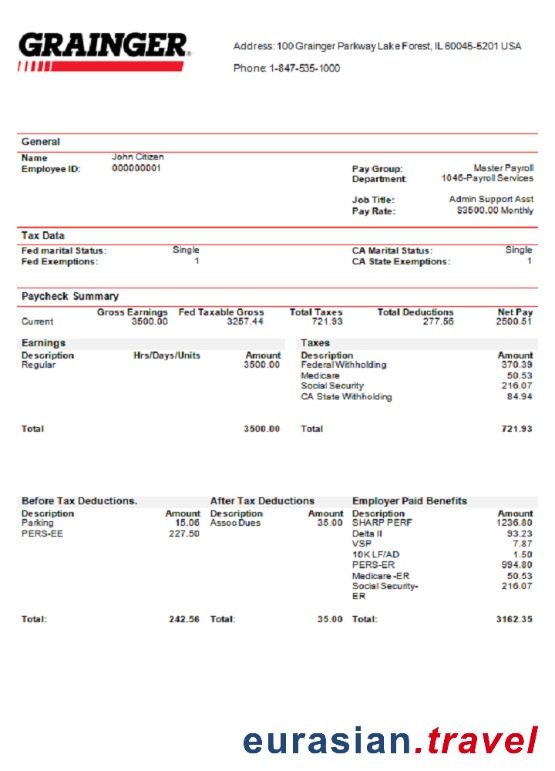 GRAINGER
Address: 100 Grainger Parkway Lake Forest, IL 60045-5201 USA
Phone: 1-847-535-1000
General
Name John Citizen
Employee ID: 000000001
Pay Group: Master Payroll
Department: 1046-Payroll Services
Job Title: Admin Support Asst
Pay Rate: $3500.00 Monthly
Tax Data
Fed marital Status: Single CA Marital Status: Single
Fed Exemptions: 1 CA State Exemptions: 1
Paycheck Summary
Gross Earnings Fed Taxable Gross Total Taxes Total Deductions Net Pay
Current 3500.00 3257.44 721.93 277.56 2500.51
Earnings Taxes
Description Hrs/Days/Units Amount Description Amount
Regular 3500.00 Federal Withholding 370.39
Medicare 50.53
Social Security 216.07
CA State Withholding 84.94
Total 3500.00 Total 721.93
Before Tax Deductions. After Tax Deductions Employer Paid Benefits
Description Amount Description Amount Description Amount
Parking 15.06 Assoc Dues 35.00 SHARP PERF 1236.80
PERS-EE 227.50 Delta II 93.23
VSP 7.87
10K LF/AD 1.50
PERS-ER 994.80
Medicare -ER 50.53
Social Security- 216.07
ER
Total: 242.56 Total: 35.00 Total: 3162.35
eurasian.travel